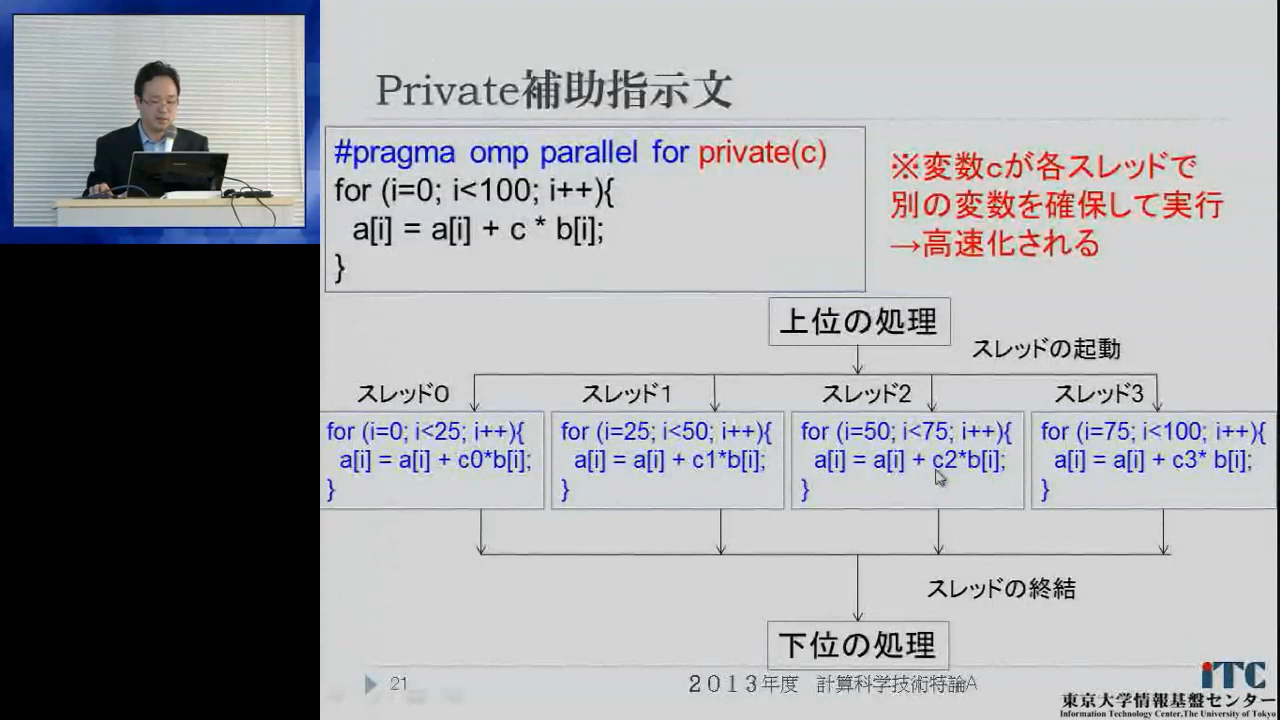 Private補助指示文
#pragma omp parallel for private(c)
for (i=0; i<100; i++){
a[i] = a[i] + c * b[i];
}
※変数cが各スレッドで
別の変数を確保して実行
→高速化される
上位の処理
スレッドの起動
スレッド0
スレッド1
スレッド2
スレッド3
for (i=0; i<25; i++){
a[i] = a[i] + c0*b[i];
}
for (i=25; i<50; i++){
a[i] = a[i] + c1*b[i];
}
for (i=50; i<75; i++){
a[i] = a[i] + c2*b[i];
}
for (i=75; i<100; i++){
a[i] = a[i] + c3* b[i];
}
スレッドの終結
下位の処理
21
２０１３年度 計算科学技術特論A
iTC
東京大学情報基盤センター
Information Technology Center,The University of Tokyo